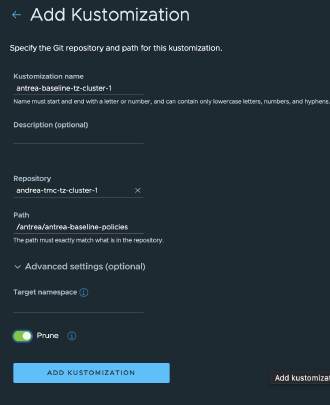 ← Add Kustomization
Specify the Git repository and path for this kustomization.
Kustomization name
antrea-baseline-tz-cluster-1
Name must start and end with a letter or number, and can contain only lowercase letters, numbers, and hyphens.
Description (optional)
Repository
andrea-tmc-tz-cluster-1
Path
/antrea/antrea-baseline-policies
The path must exactly match what is in the repository.
Advanced settings (optional)
Target namespace
Prune
ADD KUSTOMIZATION
Add kustomizat